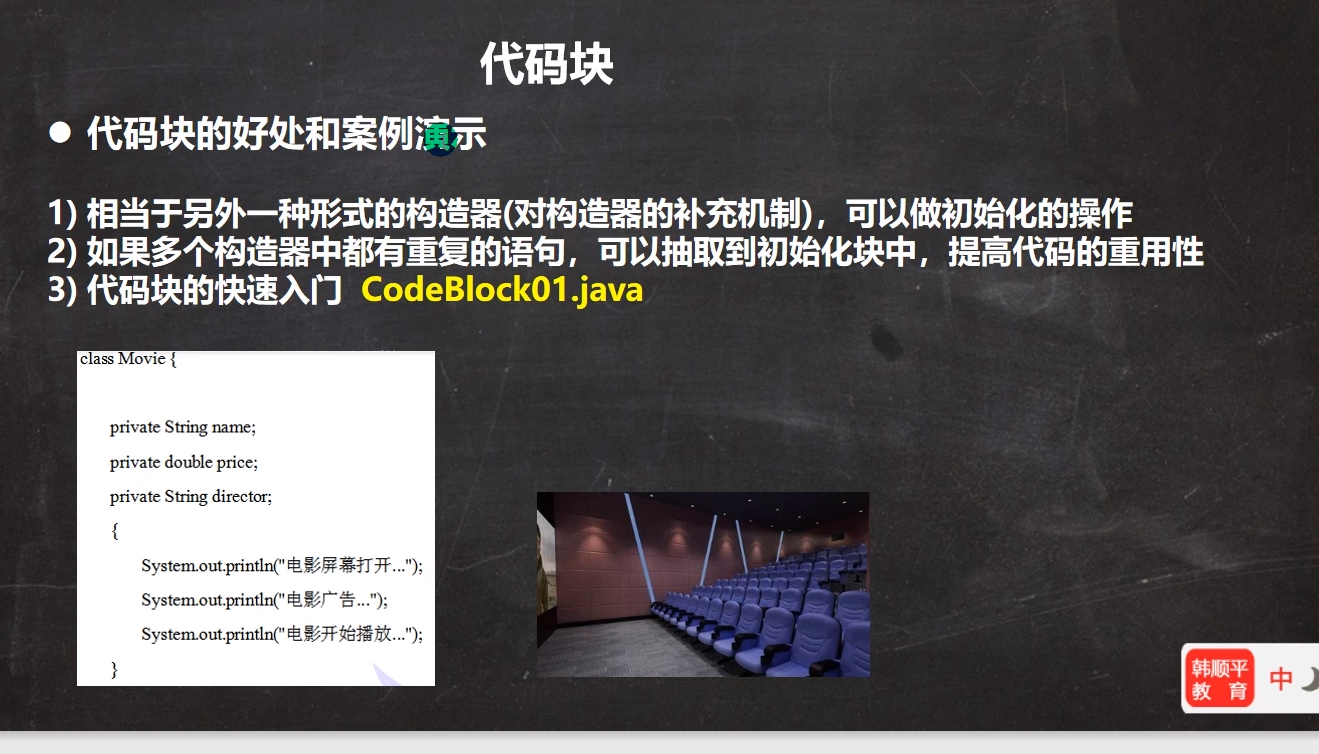 代码块
● 代码块的好处和案例演示
1) 相当于另外一种形式的构造器(对构造器的补充机制)，可以做初始化的操作
2) 如果多个构造器中都有重复的语句，可以抽取到初始化块中，提高代码的重用性
3) 代码块的快速入门 CodeBlock01.java
class Movie {
private String name;
private double price;
private String director;
{
System.out.println("电影屏幕打开...");
System.out.println("电影广告...");
System.out.println("电影开始播放...");
}
韩顺平
教 育
中